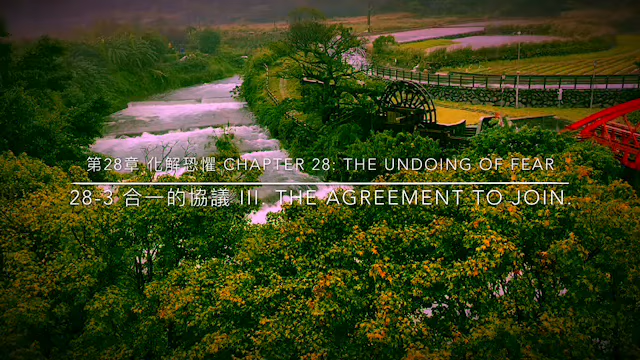 第28章 化解恐懼 CHAPTER 28: THE UNDOING OF FEAR
28-3 合一的協議 III. THE AGREEMENT TO JOIN